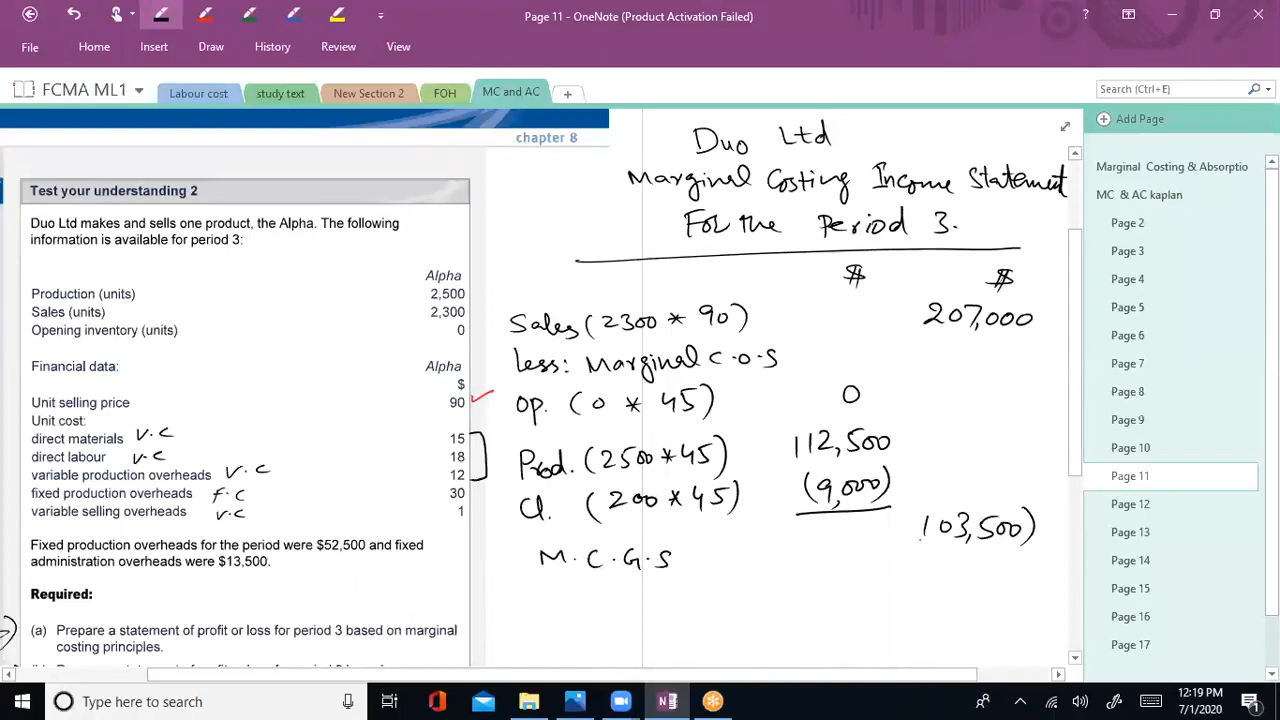 Page 11 - OneNote (Product Activation Failed)
File Home Insert Draw History Review View
FCMA ML1 Labour cost study text New Section 2 FOH MC and AC
Search (Ctrl+E)
chapter 8
Test your understanding 2
Duo Ltd makes and sells one product, the Alpha. The following
information is available for period 3:
Alpha
Production (units) 2,500
Sales (units) 2,300
Opening inventory (units) 0
Financial data: Alpha
$
Unit selling price 90
Unit cost:
direct materials v.c 15
direct labour v.c 18
variable production overheads v.c 12
fixed production overheads f.c 30
variable selling overheads v.c 1
Fixed production overheads for the period were $52,500 and fixed
administration overheads were $13,500.
Required:
(a) Prepare a statement of profit or loss for period 3 based on marginal
costing principles.
Duo Ltd
Marginal Costing Income Statement
For the Period 3.
$ $
Sales (2300 * 90) 207,000
less: Marginal C.O.S
Op. (0 * 45) 0
Prod. (2500 * 45) 112,500
Cl. (200 * 45) (9,000)
103,500)
M.C.G.S
Add Page
Marginal Costing & Absorptio
MC & AC kaplan
Page 2
Page 3
Page 4
Page 5
Page 6
Page 7
Page 8
Page 9
Page 10
Page 11
Page 12
Page 13
Page 14
Page 15
Page 16
Page 17
Type here to search
12:19 PM
7/1/2020